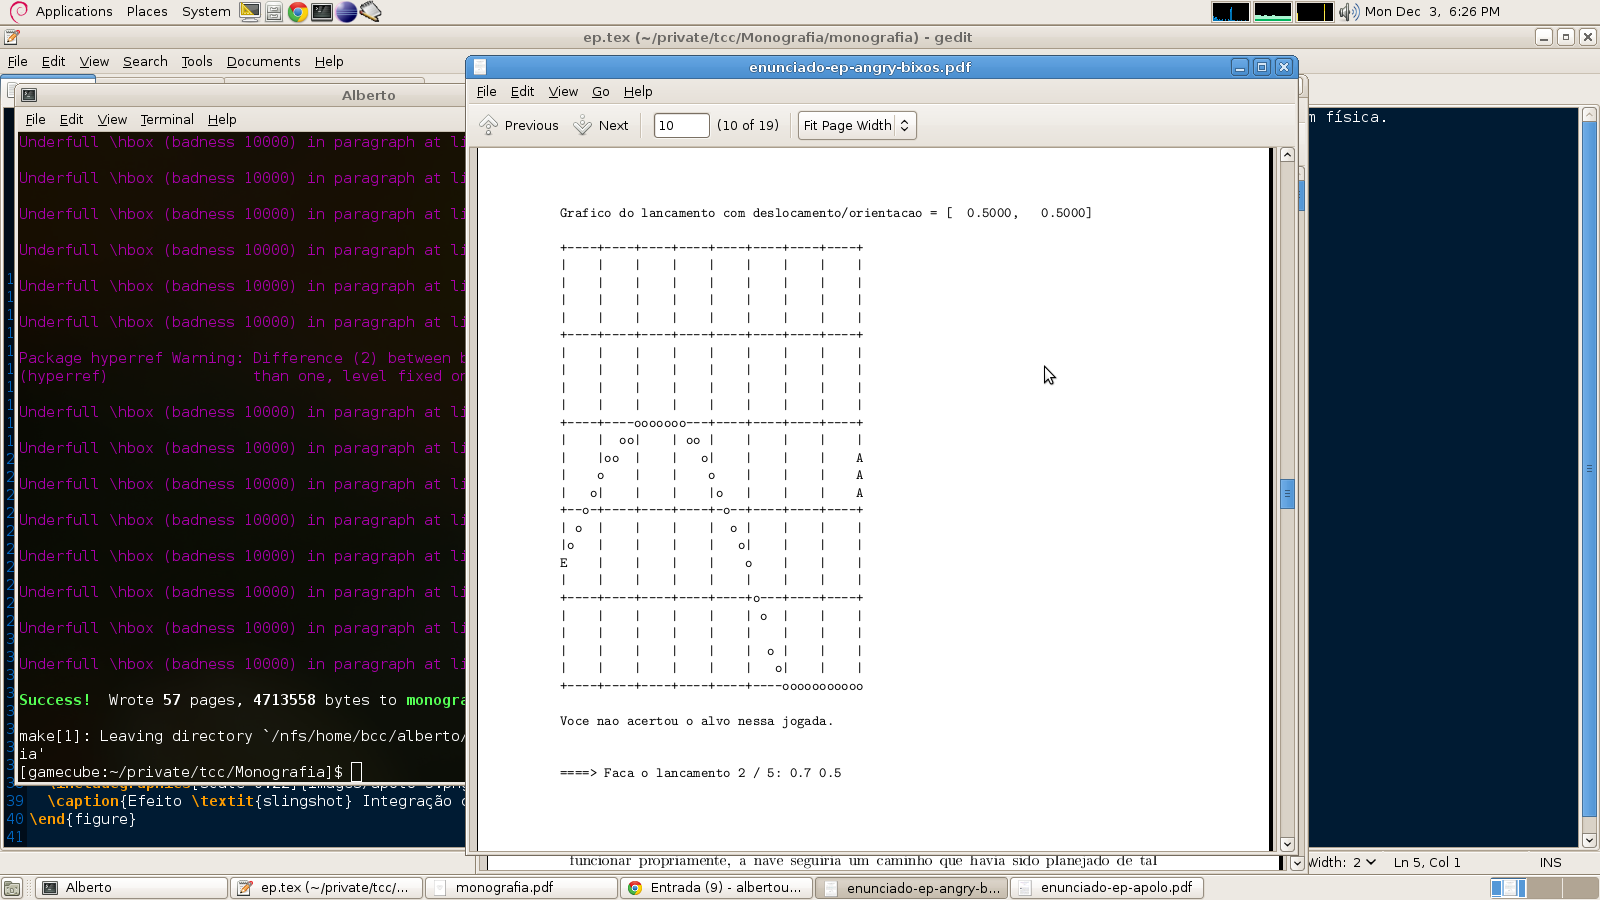 Applications Places System
Mon Dec 3, 6:26 PM
ep.tex (~/private/tcc/Monografia/monografia) - gedit
File Edit View Search Tools Documents Help
Alberto
File Edit View Terminal Help
Underfull \hbox (badness 10000) in paragraph at li
Underfull \hbox (badness 10000) in paragraph at li
Underfull \hbox (badness 10000) in paragraph at li
Underfull \hbox (badness 10000) in paragraph at li
Underfull \hbox (badness 10000) in paragraph at li
Underfull \hbox (badness 10000) in paragraph at li
Package hyperref Warning: Difference (2) between b
(hyperref) than one, level fixed on
Underfull \hbox (badness 10000) in paragraph at li
Underfull \hbox (badness 10000) in paragraph at li
Underfull \hbox (badness 10000) in paragraph at li
Underfull \hbox (badness 10000) in paragraph at li
Underfull \hbox (badness 10000) in paragraph at li
Underfull \hbox (badness 10000) in paragraph at li
Underfull \hbox (badness 10000) in paragraph at li
Underfull \hbox (badness 10000) in paragraph at li
Success! Wrote 57 pages, 4713558 bytes to monogra
make[1]: Leaving directory `/nfs/home/bcc/alberto/
ia'
[gamecube:~/private/tcc/Monografia]$
39 \caption{Efeito \textit{slingshot} Integração
40 \end{figure}
41
enunciado-ep-angry-bixos.pdf
File Edit View Go Help
Previous Next 10 (10 of 19) Fit Page Width
Grafico do lancamento com deslocamento/orientacao = [ 0.5000, 0.5000]
+----+----+----+----+----+----+----+----+
|    |    |    |    |    |    |    |    |
|    |    |    |    |    |    |    |    |
|    |    |    |    |    |    |    |    |
|    |    |    |    |    |    |    |    |
+----+----+----+----+----+----+----+----+
|    |    |    |    |    |    |    |    |
|    |    |    |    |    |    |    |    |
|    |    |    |    |    |    |    |    |
|    |    |    |    |    |    |    |    |
+----+----ooooooo---+----+----+----+----+
|    |  oo|    | oo |    |    |    |    |
|    |oo  |    |   o|    |    |    |    A
|    o    |    |    o    |    |    |    A
|   o|    |    |    |o   |    |    |    A
+--o-+----+----+----+-o--+----+----+----+
| o  |    |    |    |  o |    |    |    |
|o   |    |    |    |   o|    |    |    |
E    |    |    |    |    o    |    |    |
|    |    |    |    |    |    |    |    |
+----+----+----+----+----+o---+----+----+
|    |    |    |    |    | o  |    |    |
|    |    |    |    |    |    |    |    |
|    |    |    |    |    |  o |    |    |
|    |    |    |    |    |   o|    |    |
+----+----+----+----+----+----ooooooooooo
Voce nao acertou o alvo nessa jogada.
====> Faca o lancamento 2 / 5: 0.7 0.5
física.
funcionar propriamente, a nave seguiria um caminho que havia sido planejado de tal
Width: 2 Ln 5, Col 1 INS
Alberto
ep.tex (~/private/tcc/...
monografia.pdf
Entrada (9) - albertou...
enunciado-ep-angry-b...
enunciado-ep-apolo.pdf